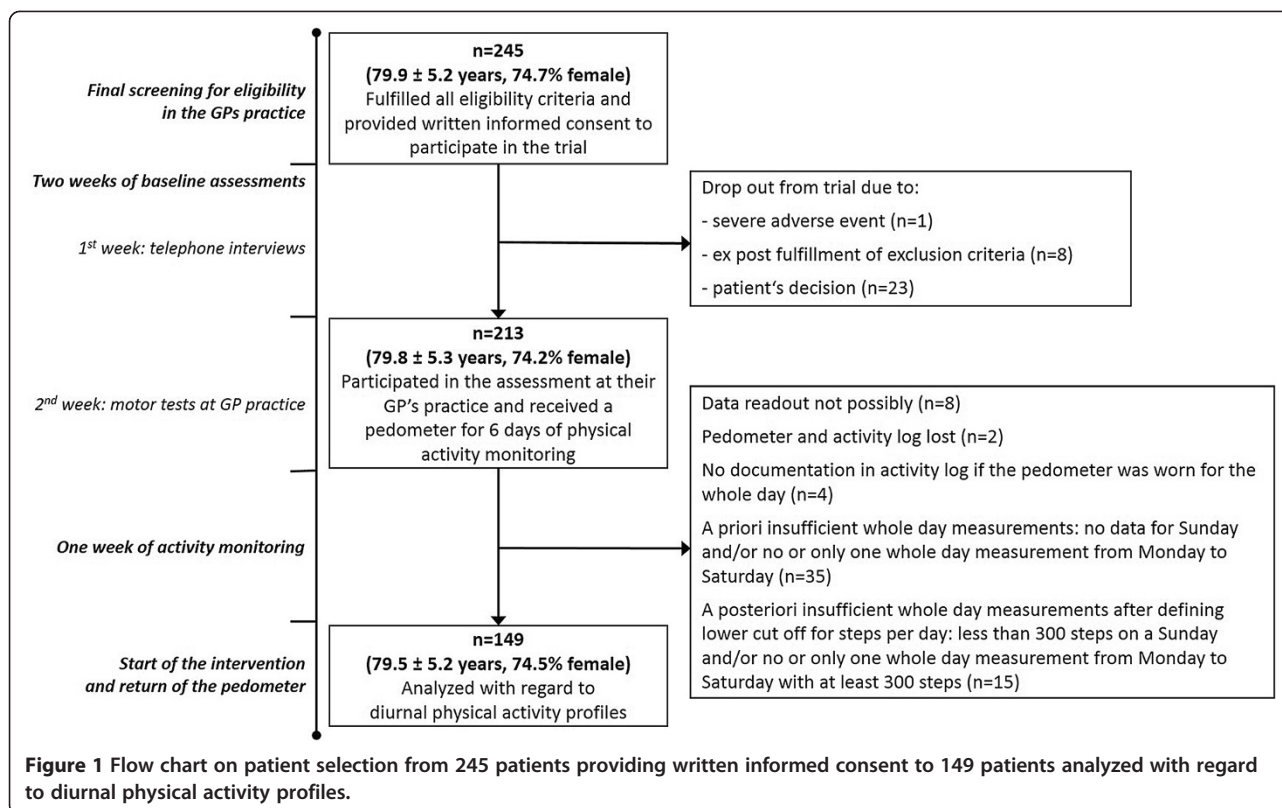 n=245
(79.9 ± 5.2 years, 74.7% female)
Fulfilled all eligibility criteria and
provided written informed consent to
participate in the trial
Final screening for eligibility
in the GPs practice
Two weeks of baseline assessments
1st week: telephone interviews
Drop out from trial due to:
- severe adverse event (n=1)
- ex post fulfillment of exclusion criteria (n=8)
- patient's decision (n=23)
n=213
(79.8 ± 5.3 years, 74.2% female)
Participated in the assessment at their
GP's practice and received a
pedometer for 6 days of physical
activity monitoring
2nd week: motor tests at GP practice
Data readout not possibly (n=8)
Pedometer and activity log lost (n=2)
No documentation in activity log if the pedometer was worn for the
whole day (n=4)
A priori insufficient whole day measurements: no data for Sunday
and/or no or only one whole day measurement from Monday to
Saturday (n=35)
A posteriori insufficient whole day measurements after defining
lower cut off for steps per day: less than 300 steps on a Sunday
and/or no or only one whole day measurement from Monday to
Saturday with at least 300 steps (n=15)
One week of activity monitoring
n=149
(79.5 ± 5.2 years, 74.5% female)
Analyzed with regard to
diurnal physical activity profiles
Start of the intervention
and return of the pedometer
Figure 1 Flow chart on patient selection from 245 patients providing written informed consent to 149 patients analyzed with regard
to diurnal physical activity profiles.